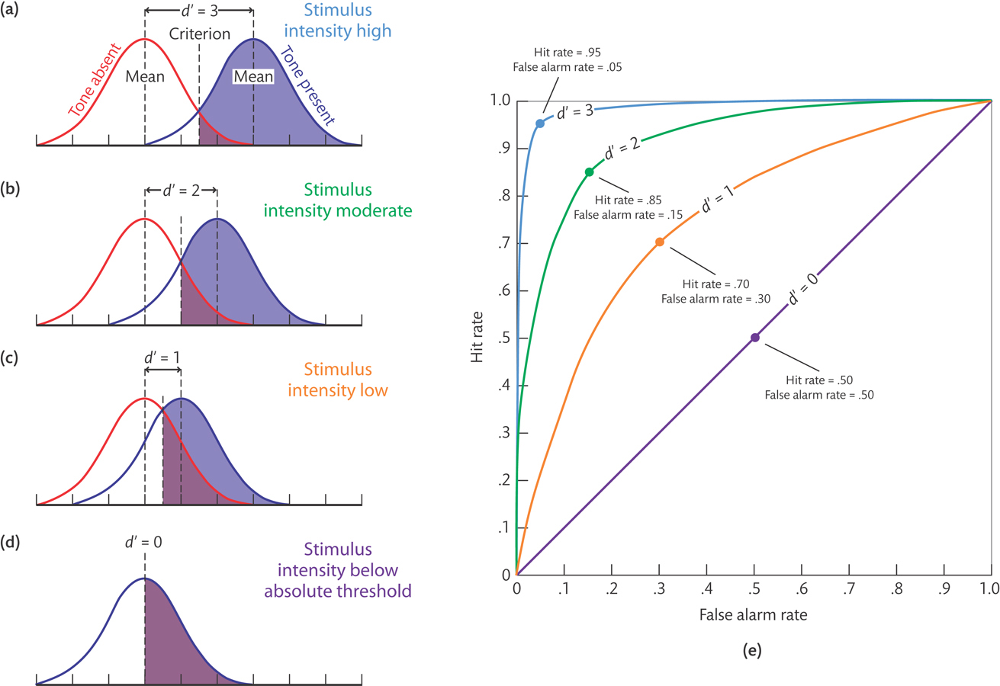 (a)
d′ = 3
Stimulus
intensity high
Criterion
Tone absent
Mean
Mean
Tone present
(b)
d′ = 2
Stimulus
intensity moderate
(c)
d′ = 1
Stimulus
intensity low
(d)
d′ = 0
Stimulus
intensity below
absolute threshold
Hit rate = .95
False alarm rate = .05
1.0
.9
.8
.7
.6
.5
.4
.3
.2
.1
0
Hit rate
d′ = 3
d′ = 2
Hit rate = .85
False alarm rate = .15
d′ = 1
Hit rate = .70
False alarm rate = .30
d′ = 0
Hit rate = .50
False alarm rate = .50
0 .1 .2 .3 .4 .5 .6 .7 .8 .9 1.0
False alarm rate
(e)